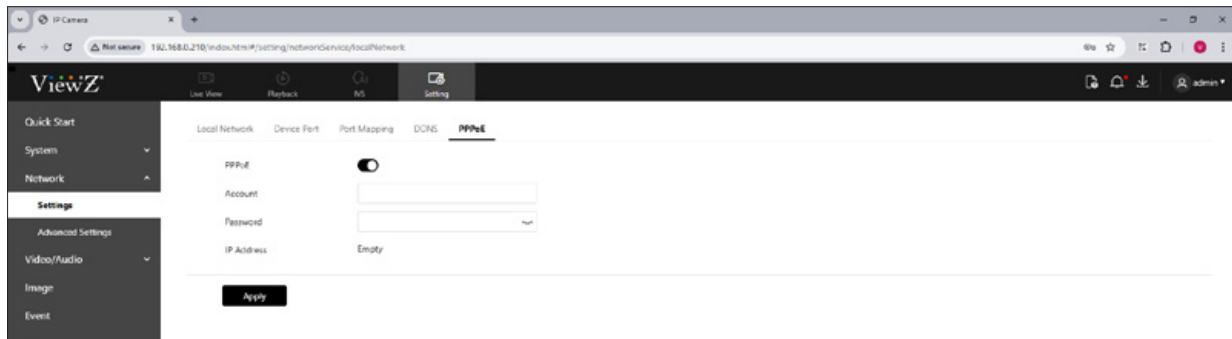 IP Camera
Not secure 192.168.0.210/index.html#/setting/networkService/localNetwork
ViewZ
Live View
Playback
IVS
Setting
admin
Quick Start
System
Network
Settings
Advanced Settings
Video/Audio
Image
Event
Local Network Device Port Port Mapping DDNS PPPoE
PPPoE
Account
Password
IP Address Empty
Apply